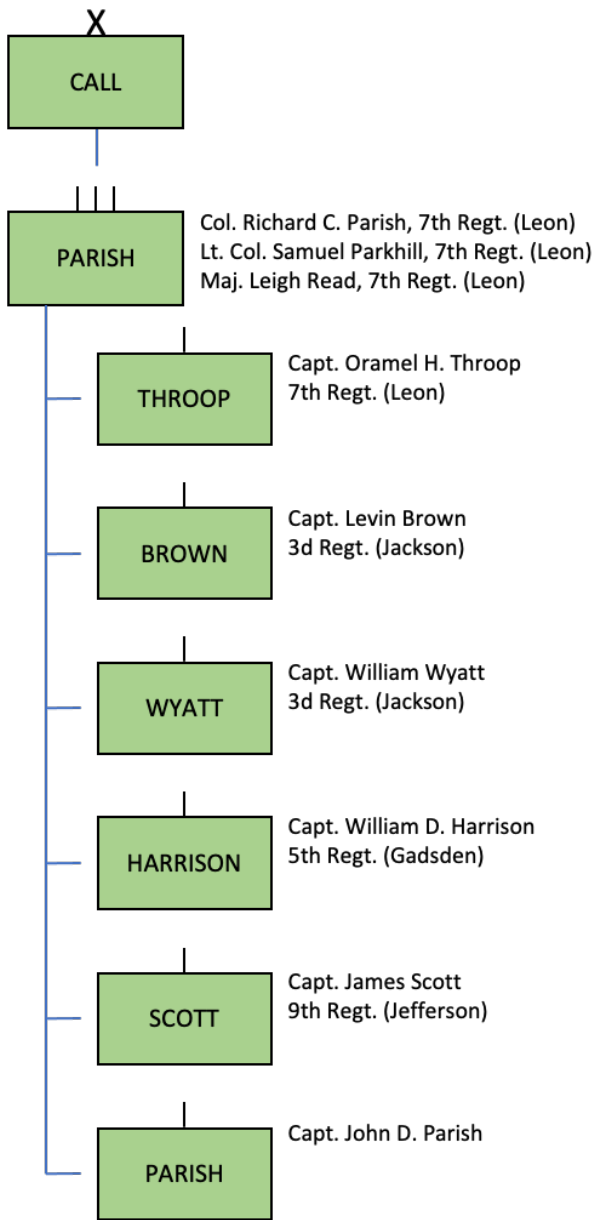 X
CALL
PARISH
Col. Richard C. Parish, 7th Regt. (Leon)
Lt. Col. Samuel Parkhill, 7th Regt. (Leon)
Maj. Leigh Read, 7th Regt. (Leon)
THROOP
Capt. Oramel H. Throop
7th Regt. (Leon)
BROWN
Capt. Levin Brown
3d Regt. (Jackson)
WYATT
Capt. William Wyatt
3d Regt. (Jackson)
HARRISON
Capt. William D. Harrison
5th Regt. (Gadsden)
SCOTT
Capt. James Scott
9th Regt. (Jefferson)
PARISH
Capt. John D. Parish